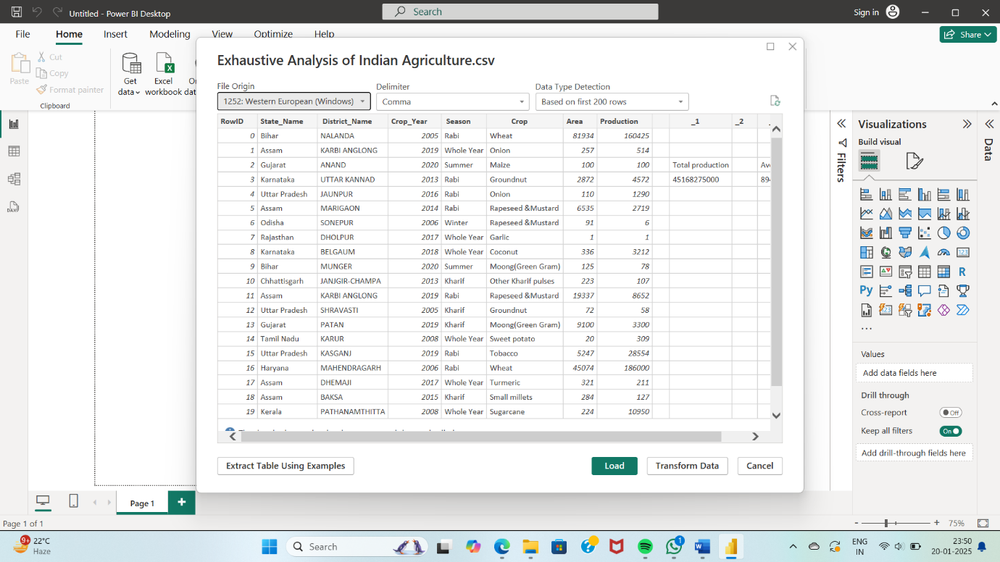 Untitled - Power BI Desktop
Search
Sign in
File Home Insert Modeling View Optimize Help
Share
Paste
Cut
Copy
Format painter
Clipboard
Get data
Excel workbook
Exhaustive Analysis of Indian Agriculture.csv
File Origin Delimiter Data Type Detection
1252: Western European (Windows) Comma Based on first 200 rows
RowID State_Name District_Name Crop_Year Season Crop Area Production _1 _2
0 Bihar NALANDA 2005 Rabi Wheat 81934 160425
1 Assam KARBI ANGLONG 2019 Whole Year Onion 257 514
2 Gujarat ANAND 2020 Summer Maize 100 100 Total production
3 Karnataka UTTAR KANNAD 2013 Rabi Groundnut 2872 4572 45168275000
4 Uttar Pradesh JAUNPUR 2016 Rabi Onion 110 1290
5 Assam MARIGAON 2014 Rabi Rapeseed &Mustard 6535 2719
6 Odisha SONEPUR 2006 Winter Rapeseed &Mustard 91 6
7 Rajasthan DHOLPUR 2017 Whole Year Garlic 1 1
8 Karnataka BELGAUM 2018 Whole Year Coconut 336 3212
9 Bihar MUNGER 2020 Summer Moong(Green Gram) 125 78
10 Chhattisgarh JANJGIR-CHAMPA 2013 Kharif Other Kharif pulses 223 107
11 Assam KARBI ANGLONG 2019 Rabi Rapeseed &Mustard 19337 8652
12 Uttar Pradesh SHRAVASTI 2005 Kharif Groundnut 72 58
13 Gujarat PATAN 2019 Kharif Moong(Green Gram) 9100 3300
14 Tamil Nadu KARUR 2008 Whole Year Sweet potato 20 309
15 Uttar Pradesh KASGANJ 2019 Rabi Tobacco 5247 28554
16 Haryana MAHENDRAGARH 2006 Rabi Wheat 45074 186000
17 Assam DHEMAJI 2017 Whole Year Turmeric 321 211
18 Assam BAKSA 2015 Kharif Small millets 284 127
19 Kerala PATHANAMTHITTA 2008 Whole Year Sugarcane 224 10950
Extract Table Using Examples Load Transform Data Cancel
Filters
Visualizations
Build visual
123
R
Py
123
Values
Add data fields here
Drill through
Cross-report Off
Keep all filters On
Add drill-through fields here
Data
DAX
Page 1
Page 1 of 1
75%
9+
22°C
Haze
Search
1
ENG
IN
23:50
20-01-2025